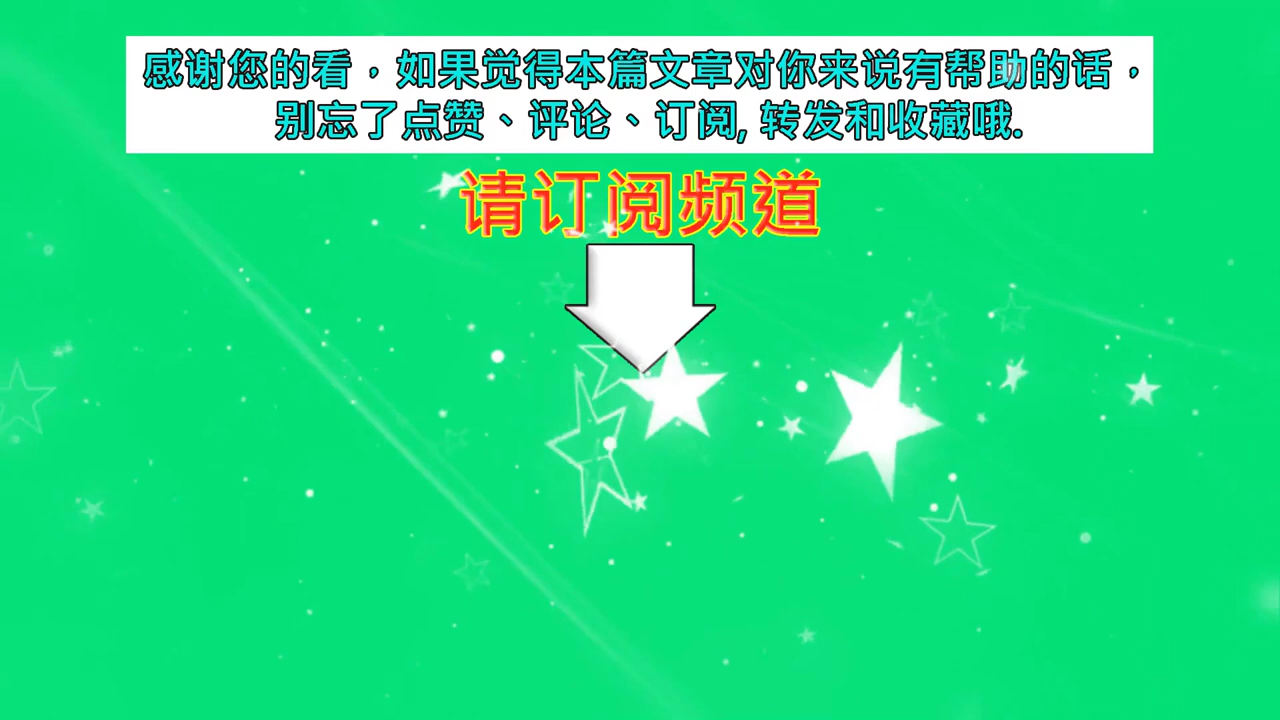 感谢您的看，如果觉得本篇文章对你来说有帮助的话，
别忘了点赞、评论、订阅, 转发和收藏哦.
请订阅频道